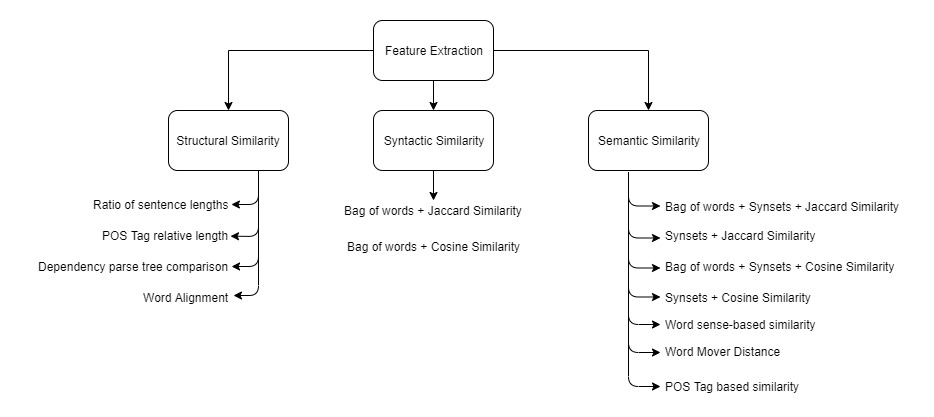 Feature Extraction
Structural Similarity
Syntactic Similarity
Semantic Similarity
Ratio of sentence lengths
POS Tag relative length
Dependency parse tree comparison
Word Alignment
Bag of words + Jaccard Similarity
Bag of words + Cosine Similarity
Bag of words + Synsets + Jaccard Similarity
Synsets + Jaccard Similarity
Bag of words + Synsets + Cosine Similarity
Synsets + Cosine Similarity
Word sense-based similarity
Word Mover Distance
POS Tag based similarity